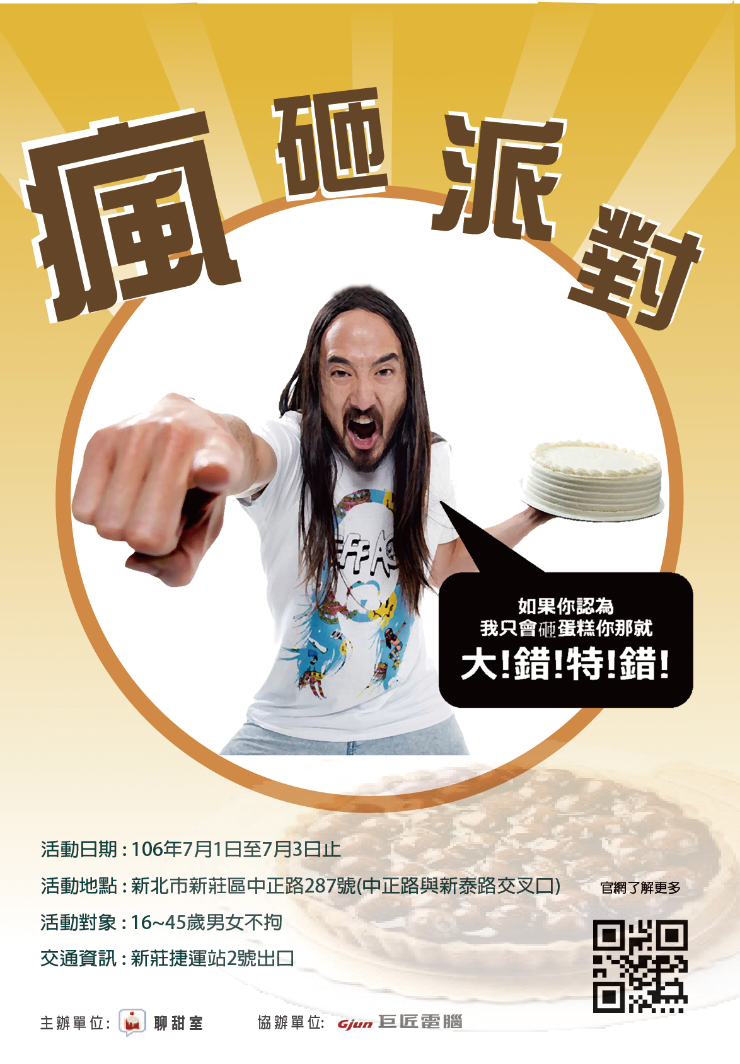 瘋砸派對
如果你認為
我只會砸蛋糕你那就
大!錯!特!錯!
活動日期:106年7月1日至7月3日止
活動地點:新北市新莊區中正路287號(中正路與新泰路交叉口)
官網了解更多
活動對象:16~45歲男女不拘
交通資訊:新莊捷運站2號出口
主辦單位: 聊甜室 協辦單位: Gjun 巨匠電腦